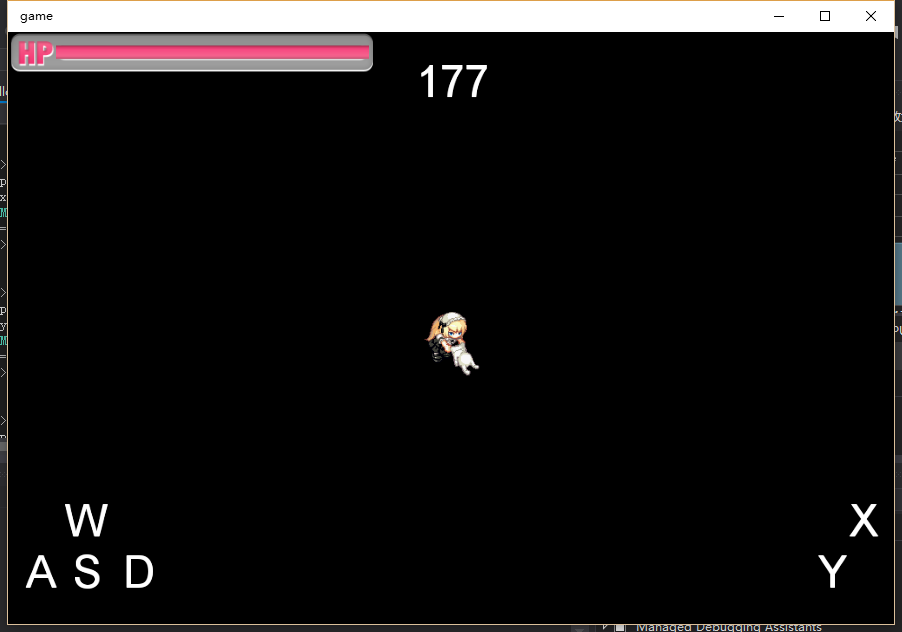 game
HP
177
W
A S D
X
Y
Managed Debugging Assistants